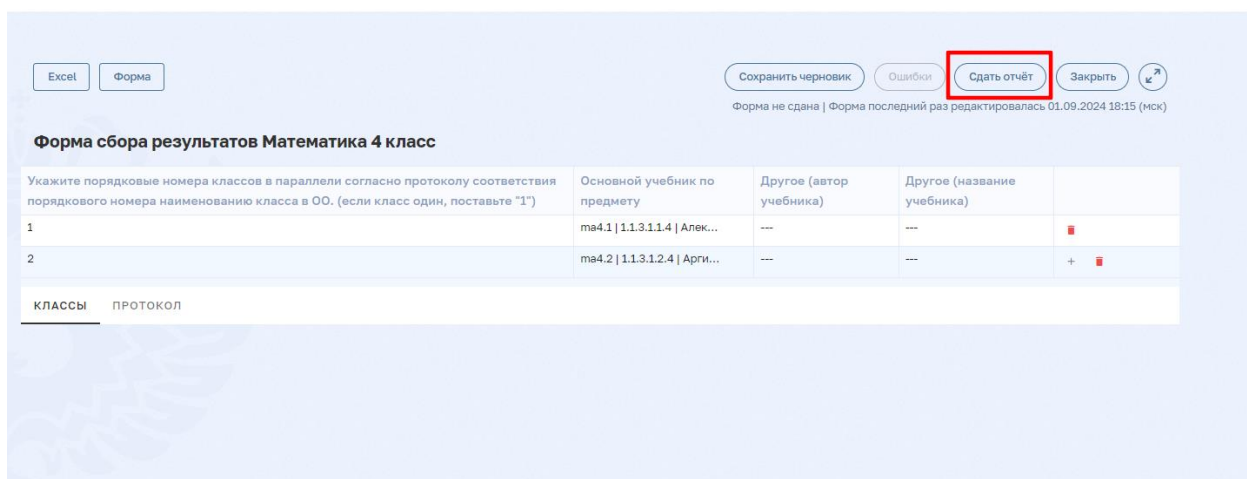 Excel Форма Сохранить черновик Ошибки Сдать отчёт Закрыть
Форма не сдана | Форма последний раз редактировалась 01.09.2024 18:15 (мск)
Форма сбора результатов Математика 4 класс
Укажите порядковые номера классов в параллели согласно протоколу соответствия
порядкового номера наименованию класса в ОО. (если класс один, поставьте "1")
Основной учебник по
предмету
Другое (автор
учебника)
Другое (название
учебника)
1 ma4.1 | 1.1.3.1.1.4 | Алек... --- ---
2 ma4.2 | 1.1.3.1.2.4 | Арги... --- --- +
КЛАССЫ ПРОТОКОЛ